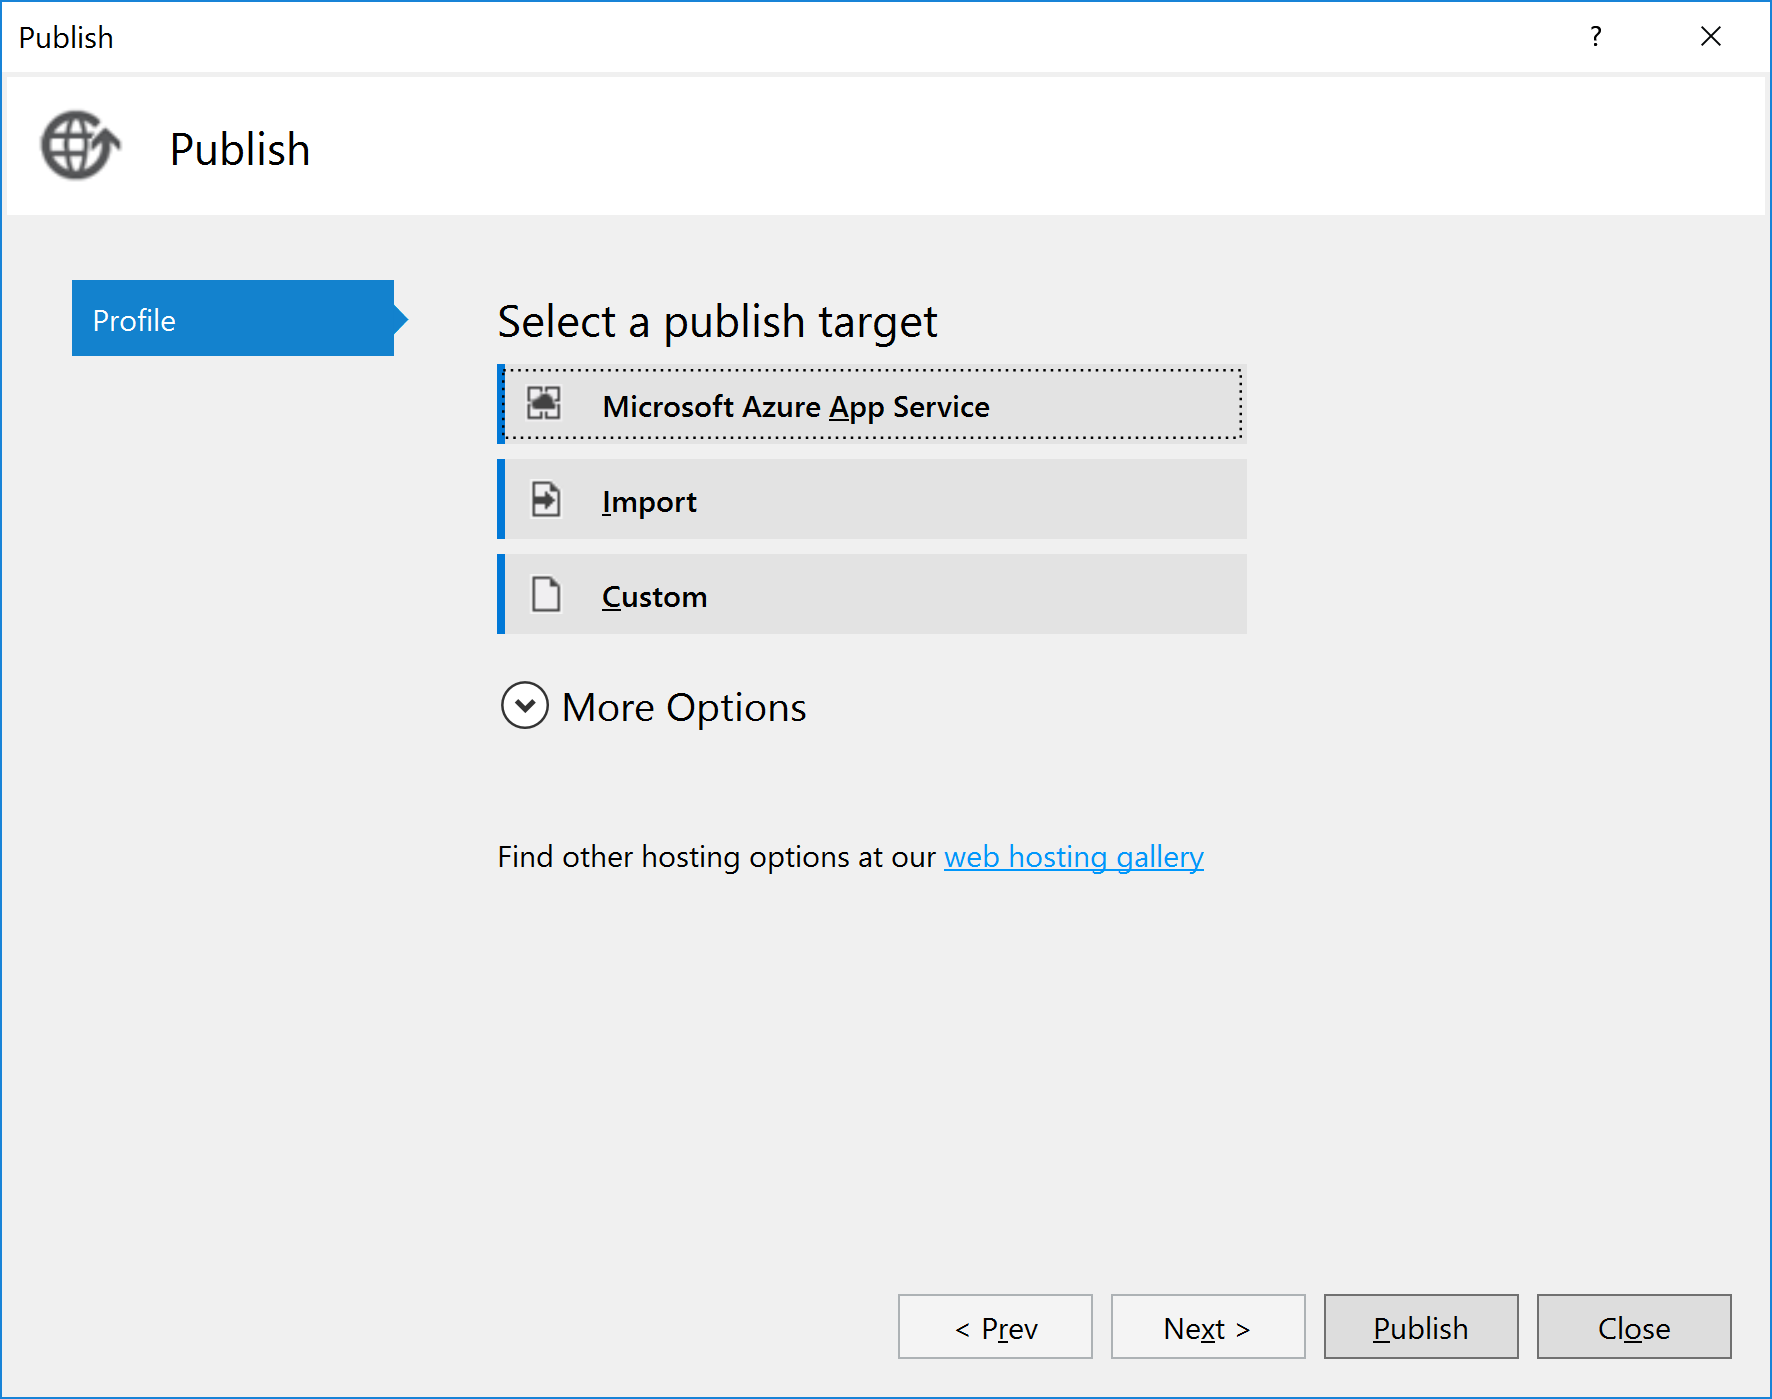 Publish
?
Publish
Profile
Select a publish target
Microsoft Azure App Service
Import
Custom
More Options
Find other hosting options at our web hosting gallery
< Prev
Next >
Publish
Close